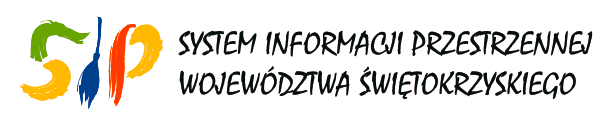 SIP
SYSTEM INFORMACJI PRZESTRZENNEJ
WOJEWÓDZTWA ŚWIĘTOKRZYSKIEGO